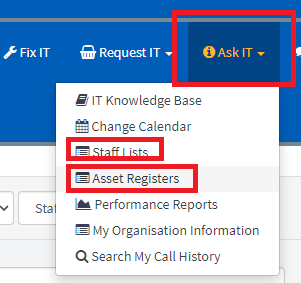 Fix IT Request IT Ask IT
IT Knowledge Base
Change Calendar
Staff Lists
Asset Registers
Stat
Performance Reports
My Organisation Information
Search My Call History